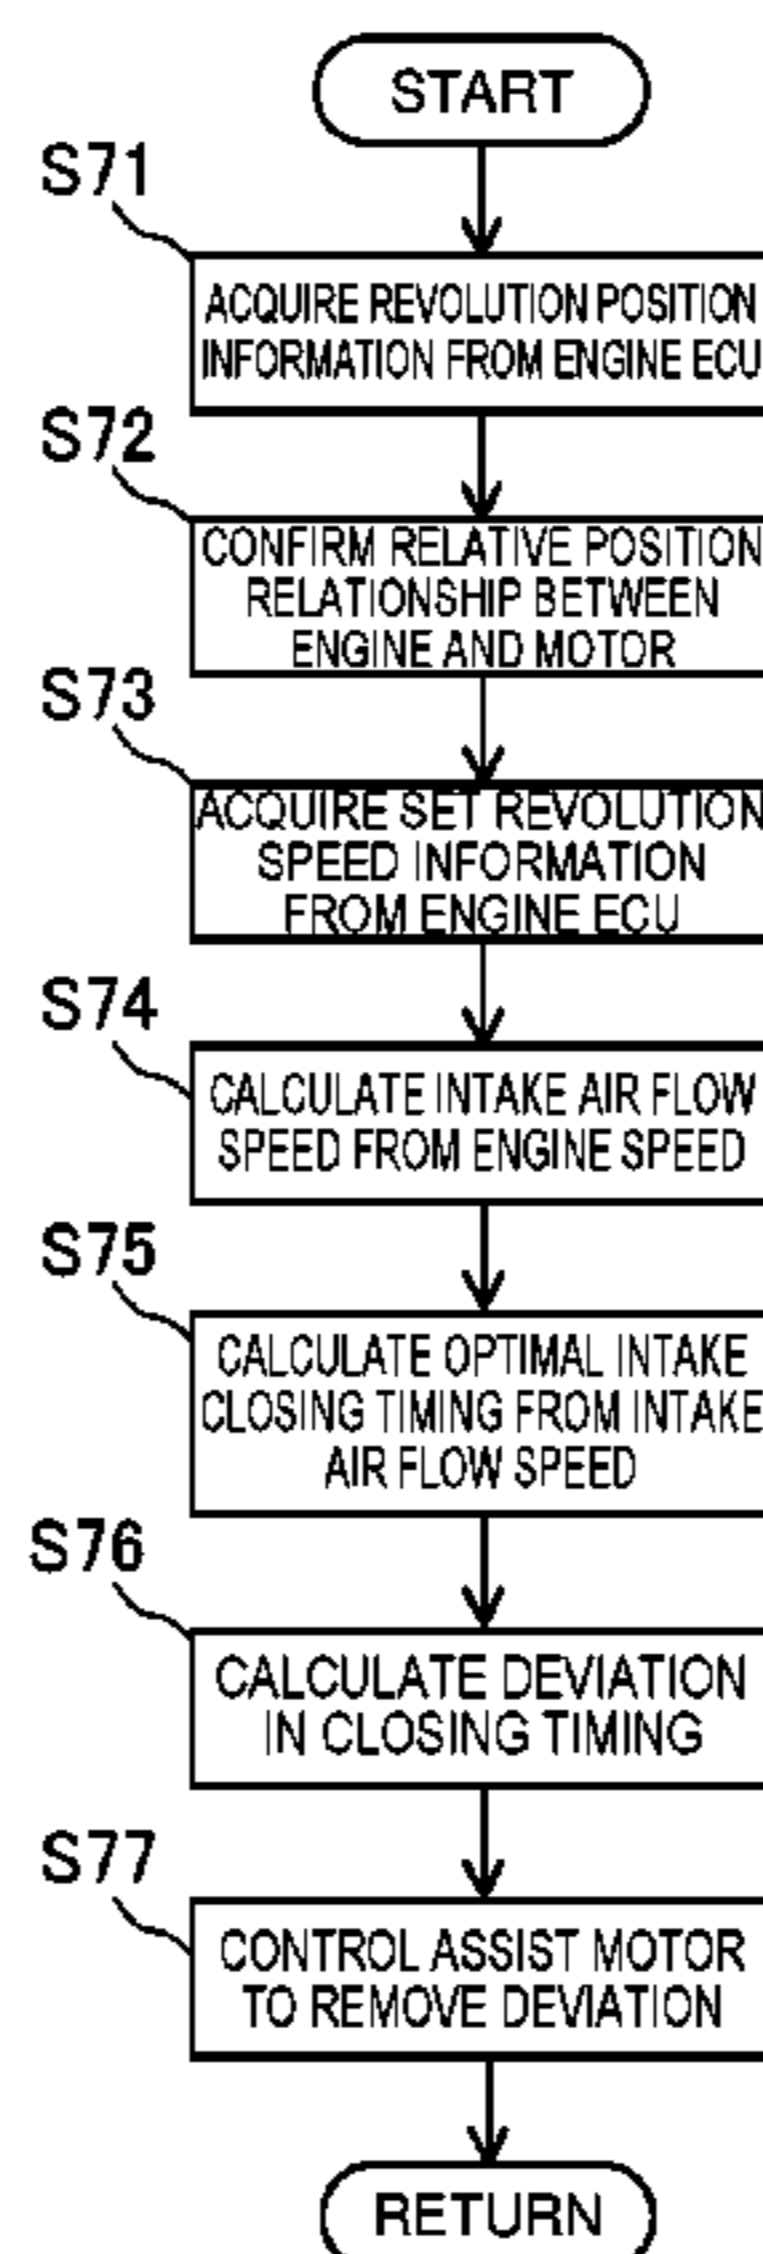 START
S71
ACQUIRE REVOLUTION POSITION
INFORMATION FROM ENGINE ECU
S72
CONFIRM RELATIVE POSITION
RELATIONSHIP BETWEEN
ENGINE AND MOTOR
S73
ACQUIRE SET REVOLUTION
SPEED INFORMATION
FROM ENGINE ECU
S74
CALCULATE INTAKE AIR FLOW
SPEED FROM ENGINE SPEED
S75
CALCULATE OPTIMAL INTAKE
CLOSING TIMING FROM INTAKE
AIR FLOW SPEED
S76
CALCULATE DEVIATION
IN CLOSING TIMING
S77
CONTROL ASSIST MOTOR
TO REMOVE DEVIATION
RETURN